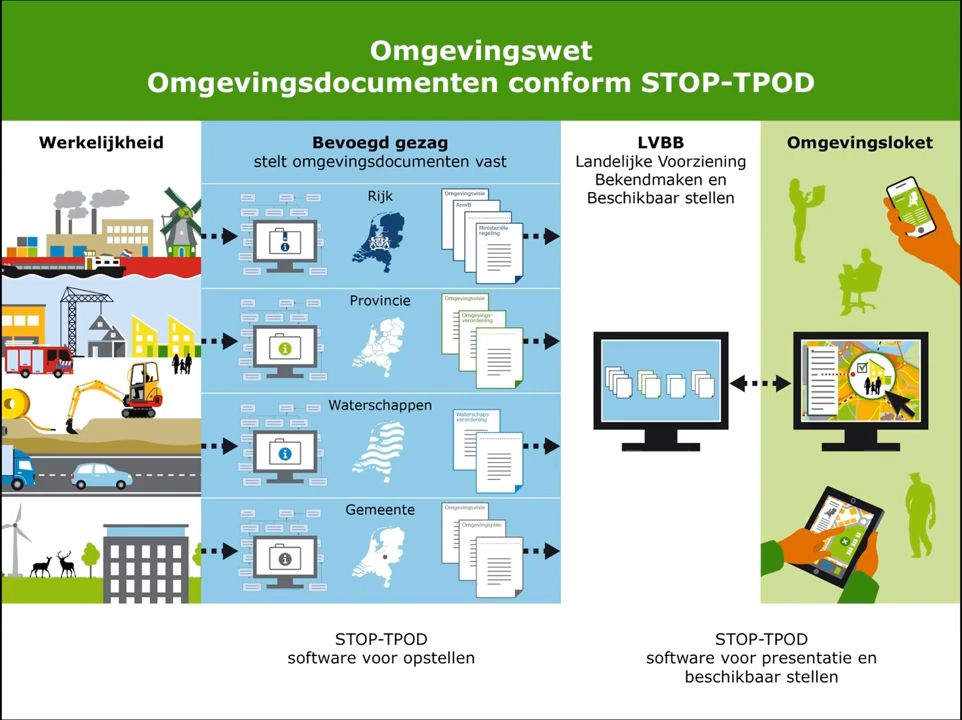 Omgevingswet
Omgevingsdocumenten conform STOP-TPOD
Werkelijkheid
Bevoegd gezag
stelt omgevingsdocumenten vast
LVBB
Landelijke Voorziening
Bekendmaken en
Beschikbaar stellen
Omgevingsloket
Rijk
Omgevingsvisie
AmvB
Ministeriële
regeling
Provincie
Omgevingsvisie
Omgevings-
verordening
Waterschappen
Waterschaps-
verordening
Gemeente
Omgevingsvisie
Omgevingsplan
STOP-TPOD
software voor opstellen
STOP-TPOD
software voor presentatie en
beschikbaar stellen